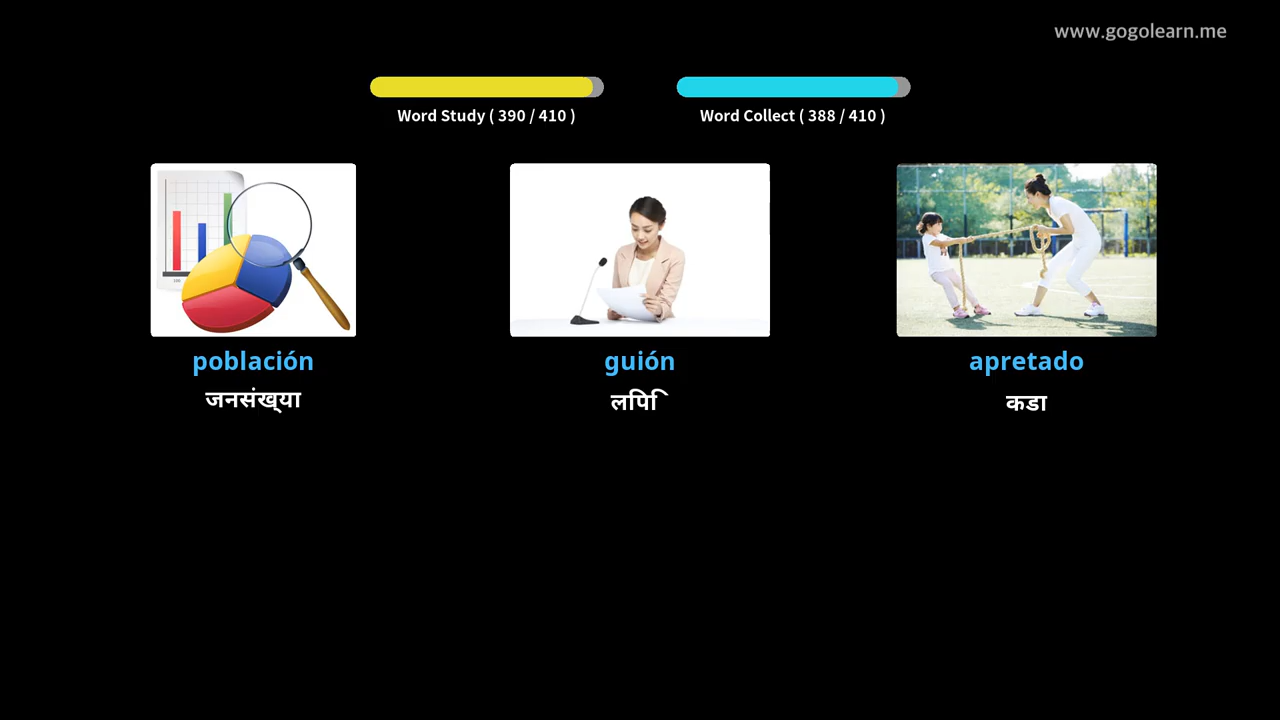 www.gogolearn.me
Word Study ( 390 / 410 )
Word Collect ( 388 / 410 )
población
guión
apretado
जनसंख्या
लिपि
कडा